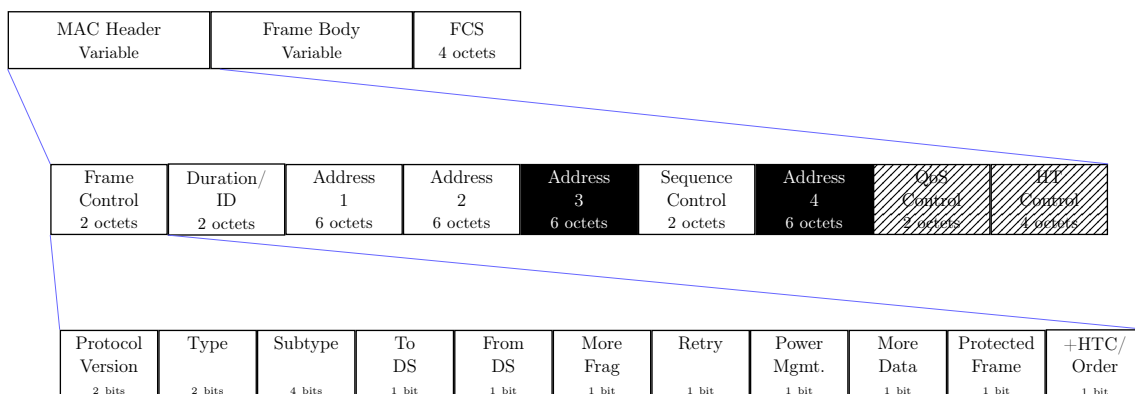 MAC Header Frame Body FCS
Variable Variable 4 octets
Frame Duration/ Address Address Address Sequence Address QoS HT
Control ID 1 2 3 Control 4 Control Control
2 octets 2 octets 6 octets 6 octets 6 octets 2 octets 6 octets 2 octets 4 octets
Protocol Type Subtype To From More Retry Power More Protected +HTC/
Version DS DS Frag Mgmt. Data Frame Order
2 bits 2 bits 4 bits 1 bit 1 bit 1 bit 1 bit 1 bit 1 bit 1 bit 1 bit